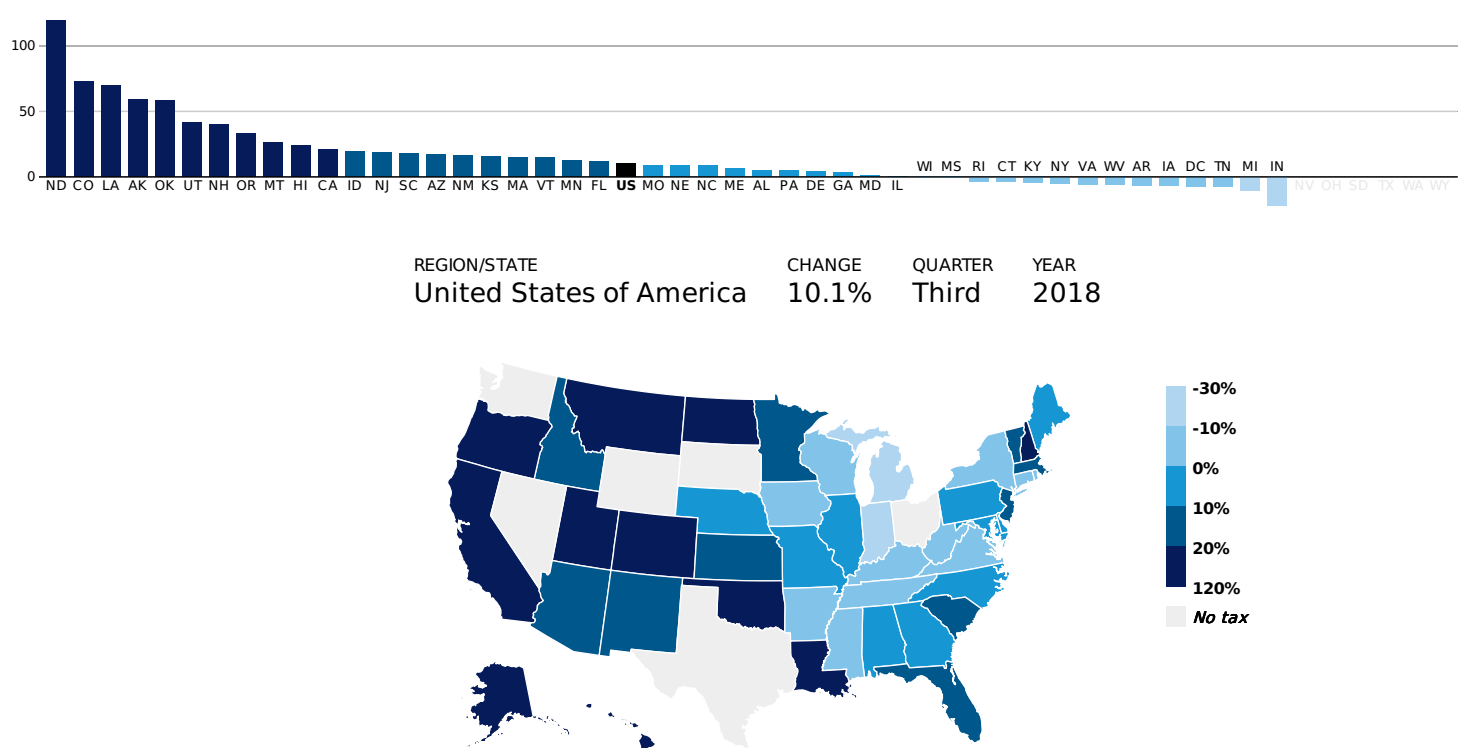 100
50
0
WI MS RI CT KY NY VA WV AR IA DC TN MI IN
ND CO LA AK OK UT NH OR MT HI CA ID NJ SC AZ NM KS MA VT MN FL US MO NE NC ME AL PA DE GA MD IL NV OH SD TX WA WY
REGION/STATE CHANGE QUARTER YEAR
United States of America 10.1% Third 2018
-30%
-10%
0%
10%
20%
120%
No tax